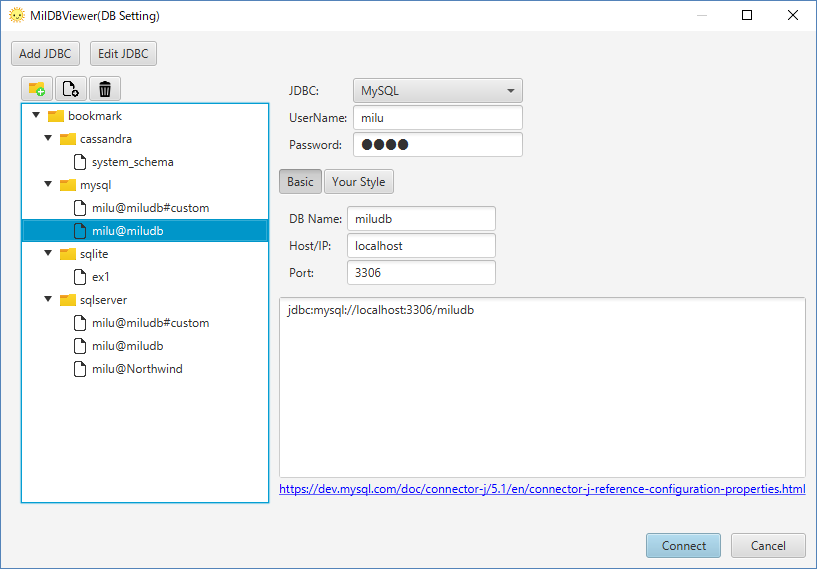 MilDBViewer(DB Setting)
Add JDBC
Edit JDBC
bookmark
cassandra
system_schema
mysql
milu@miludb#custom
milu@miludb
sqlite
ex1
sqlserver
milu@miludb#custom
milu@miludb
milu@Northwind
JDBC: MySQL
UserName: milu
Password: ●●●●
Basic
Your Style
DB Name: miludb
Host/IP: localhost
Port: 3306
jdbc:mysql://localhost:3306/miludb
https://dev.mysql.com/doc/connector-j/5.1/en/connector-j-reference-configuration-properties.html
Connect
Cancel